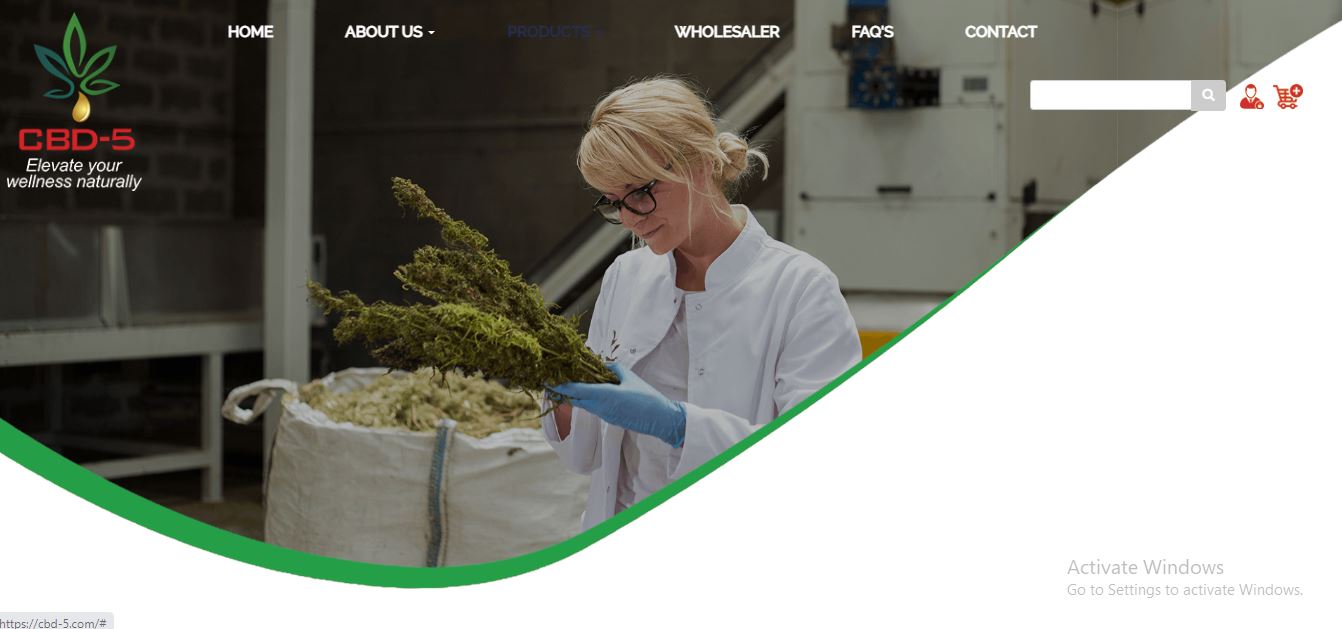 HOME ABOUT US PRODUCTS WHOLESALER FAQ'S CONTACT
CBD-5
Elevate your
wellness naturally
Activate Windows
Go to Settings to activate Windows.
https://cbd-5.com/#